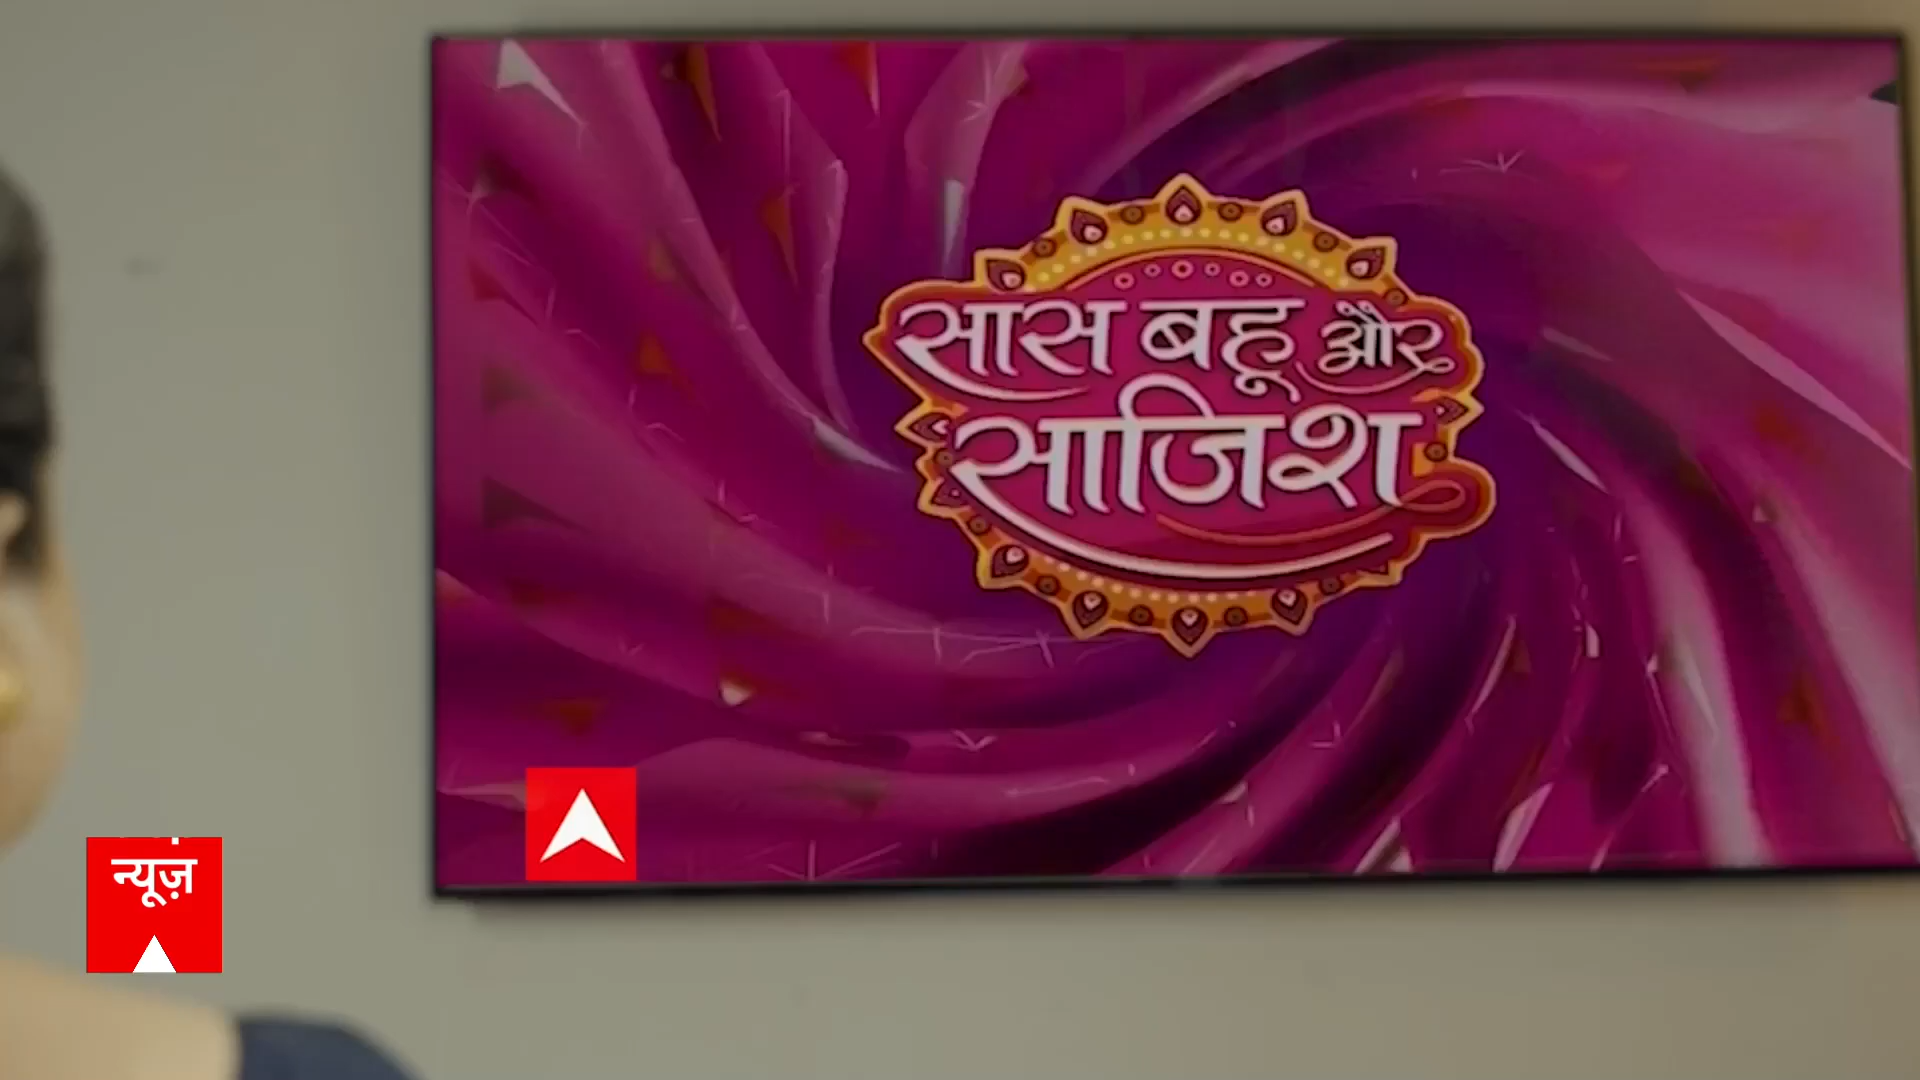 सास बहू और
साजिश
न्यूज़